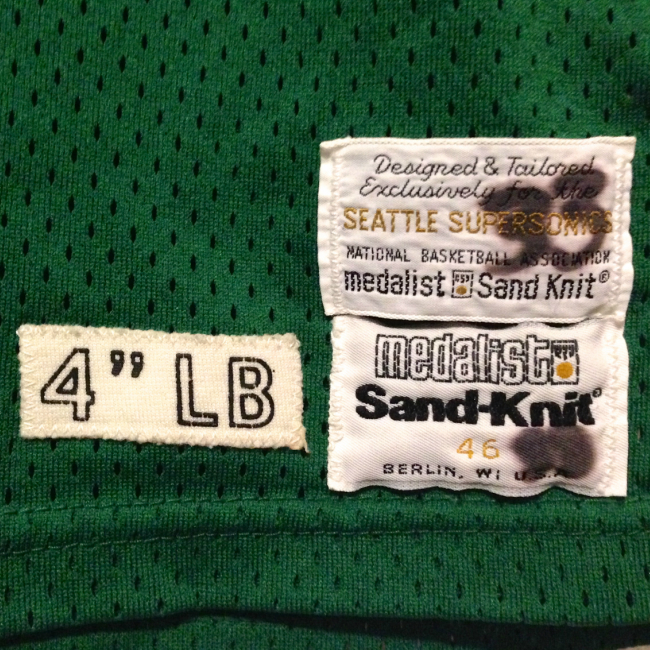 4" LB
Designed & Tailored
Exclusively for the
SEATTLE SUPERSONICS
NATIONAL BASKETBALL ASSOCIATION
medalist Sand Knit®
medalist
Sand-Knit®
46
BERLIN, WI U.S.A